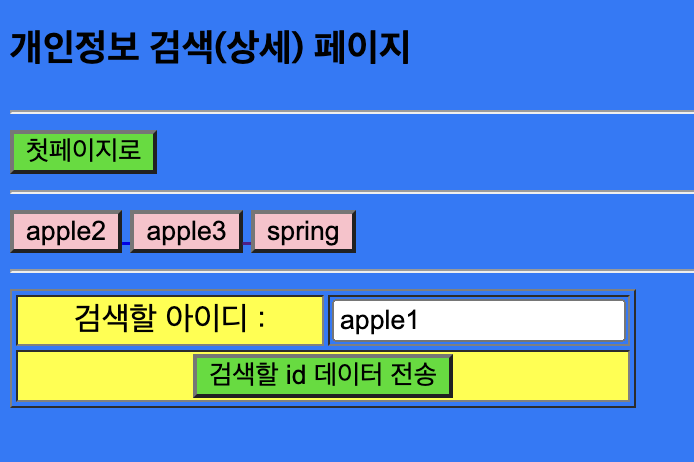 개인정보 검색(상세) 페이지
첫페이지로
apple2 apple3 spring
검색할 아이디 : apple1
검색할 id 데이터 전송